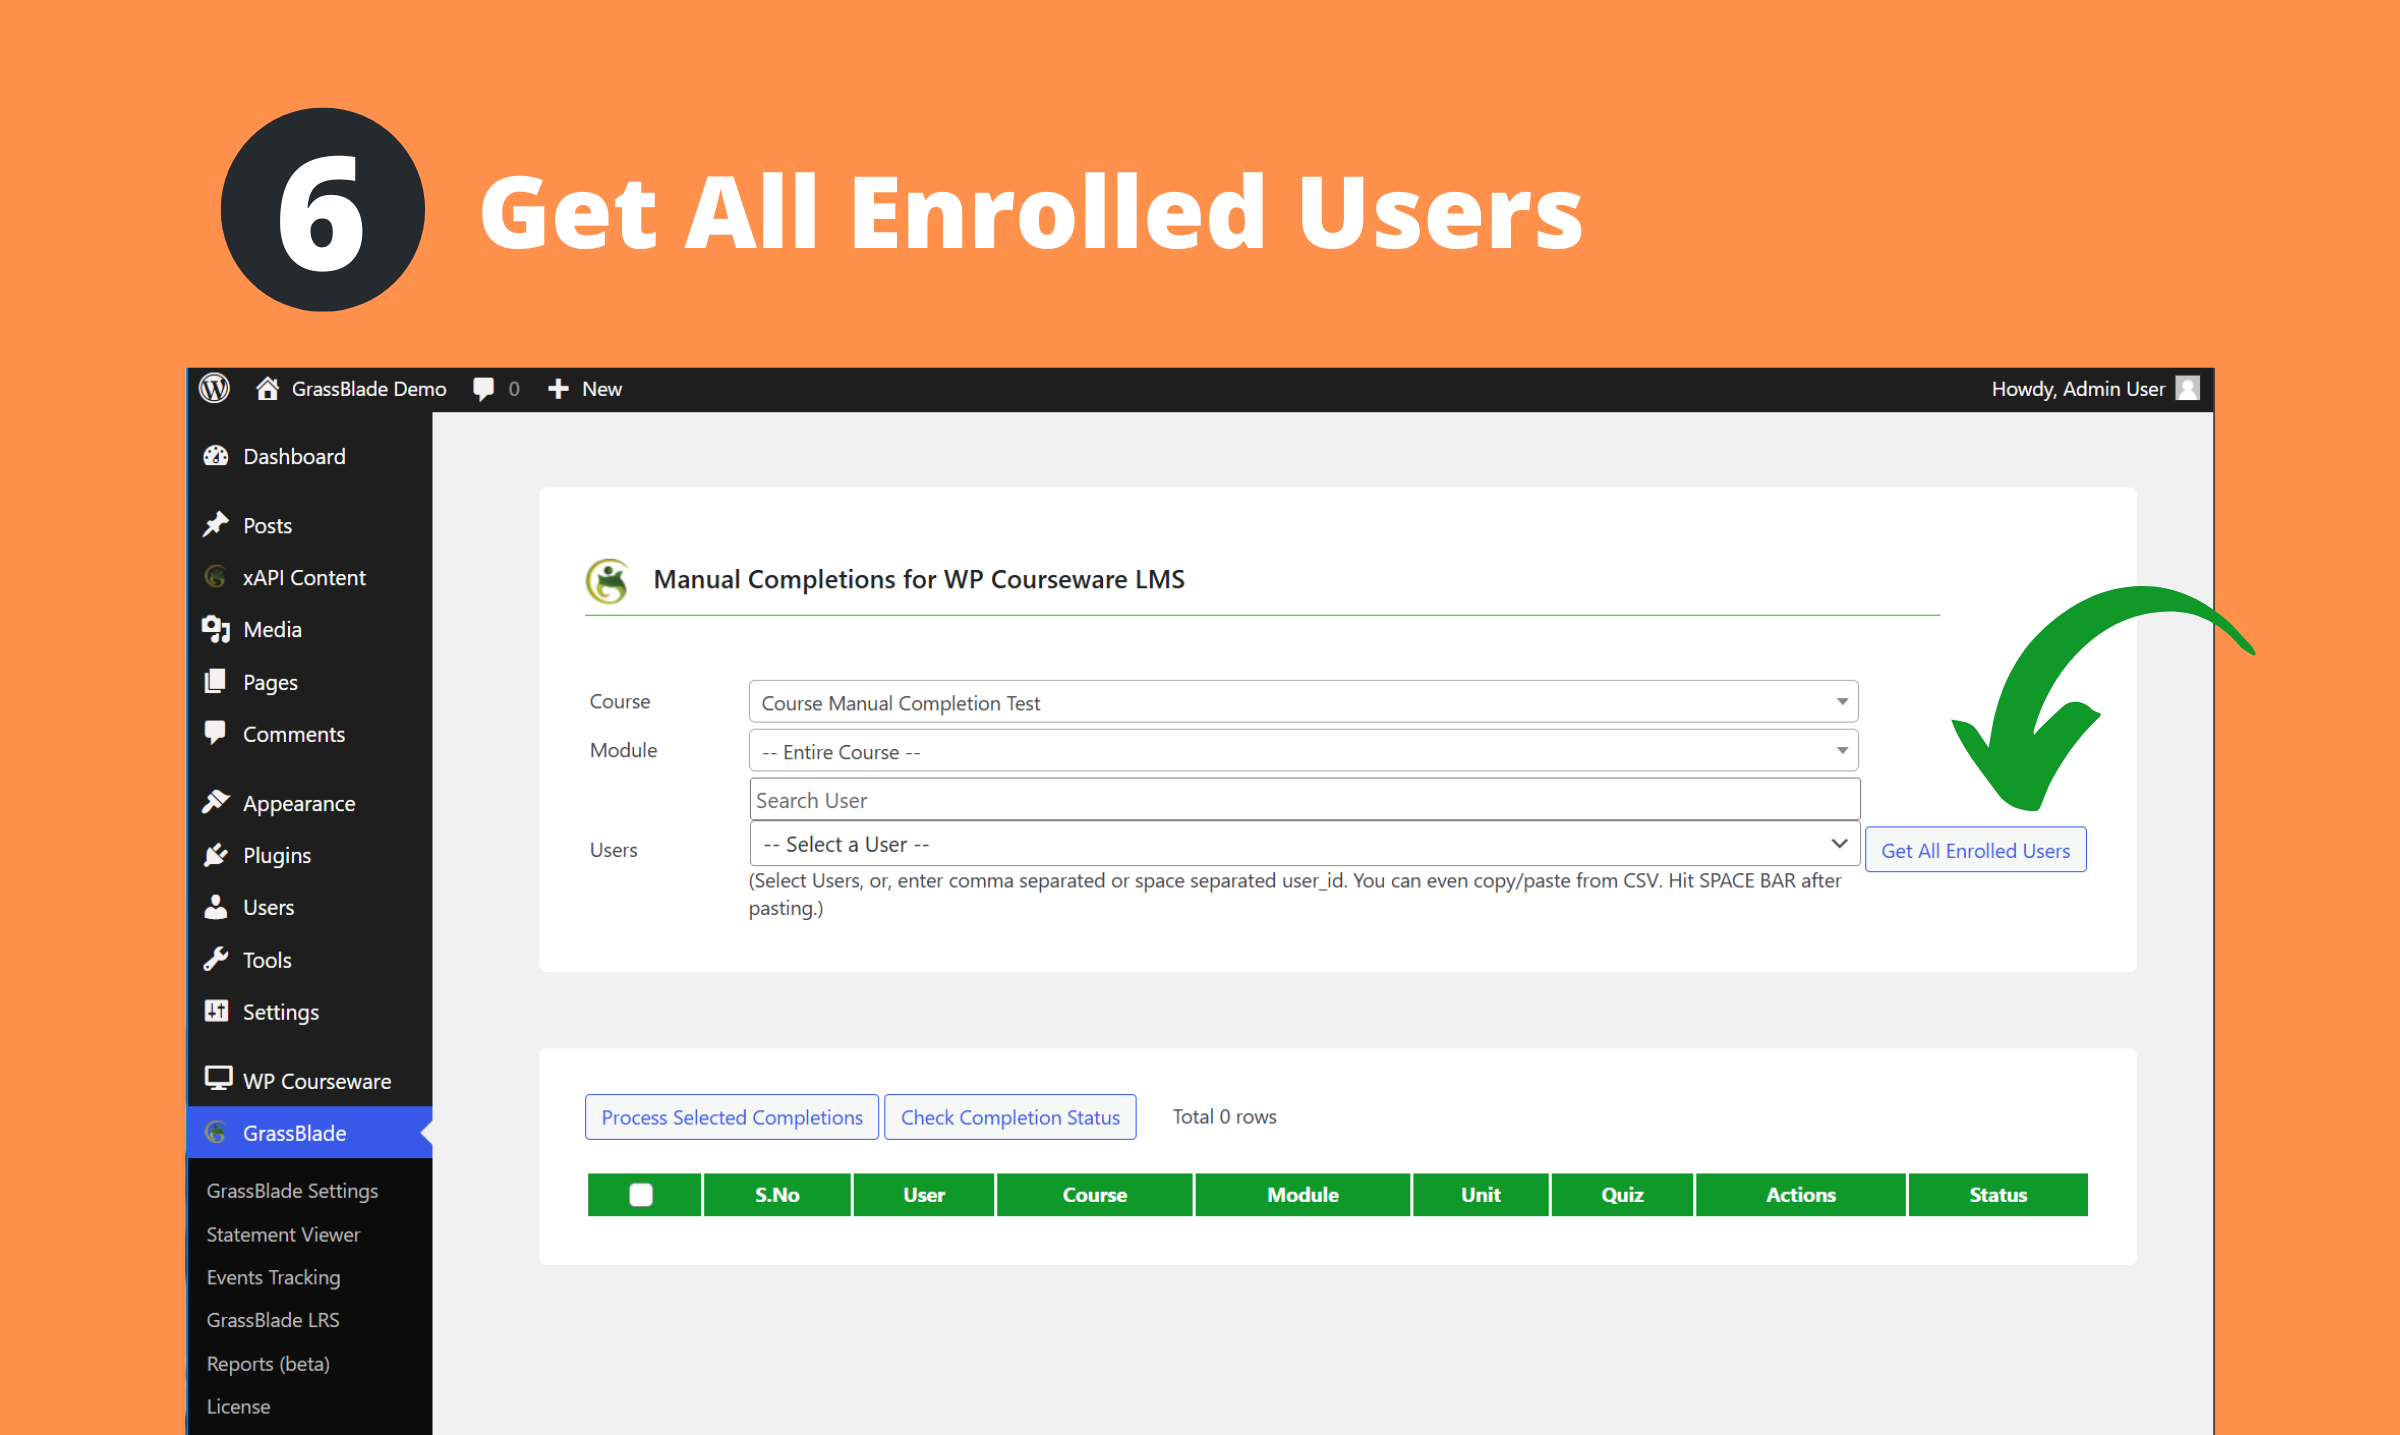 6 Get All Enrolled Users
GrassBlade Demo 0 New Howdy, Admin User
Dashboard
Posts
xAPI Content
Media
Pages
Comments
Appearance
Plugins
Users
Tools
Settings
WP Courseware
GrassBlade
GrassBlade Settings
Statement Viewer
Events Tracking
GrassBlade LRS
Reports (beta)
License
Manual Completions for WP Courseware LMS
Course Course Manual Completion Test
Module -- Entire Course --
Search User
Users -- Select a User -- Get All Enrolled Users
(Select Users, or, enter comma separated or space separated user_id. You can even copy/paste from CSV. Hit SPACE BAR after
pasting.)
Process Selected Completions Check Completion Status Total 0 rows
S.No User Course Module Unit Quiz Actions Status